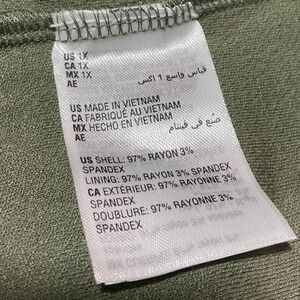 US 1X
CA 1X
MX 1X
AE قياس واسع 1 اكس
US MADE IN VIETNAM
CA FABRIQUÉ AU VIETNAM
MX HECHO EN VIETNAM
AE صُنع في فيتنام
US SHELL: 97% RAYON 3%
SPANDEX
LINING: 97% RAYON 3% SPANDEX
CA EXTÉRIEUR: 97% RAYONNE 3%
SPANDEX
DOUBLURE: 97% RAYONNE 3%
SPANDEX